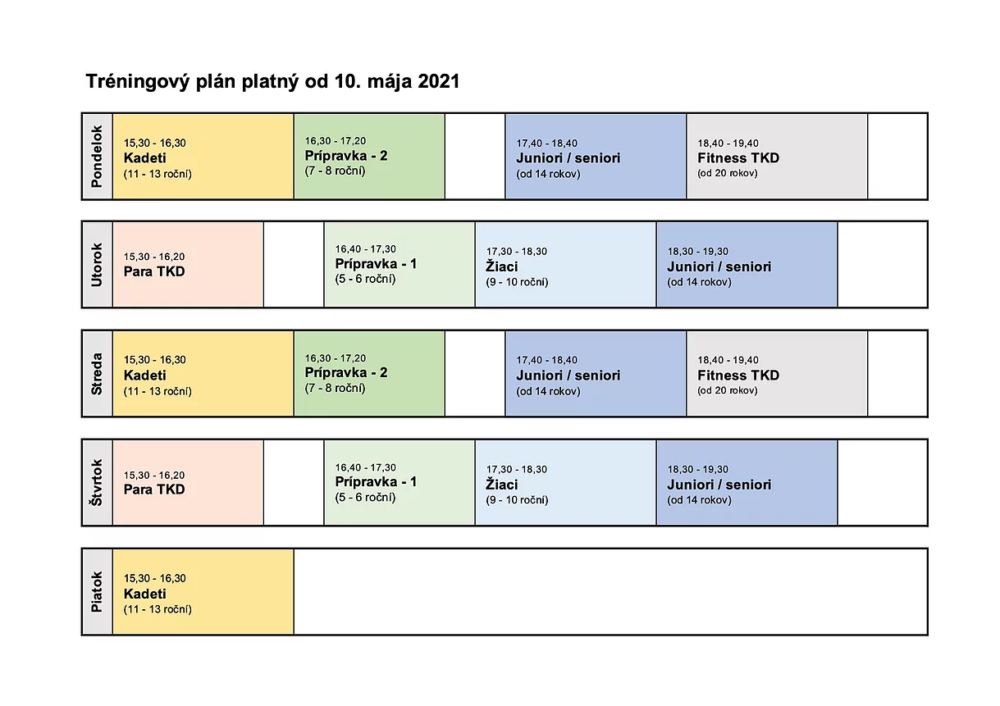 Tréningový plán platný od 10. mája 2021
Pondelok
15,30 - 16,30
Kadeti
(11 - 13 roční)
16,30 - 17,20
Prípravka - 2
(7 - 8 roční)
17,40 - 18,40
Juniori / seniori
(od 14 rokov)
18,40 - 19,40
Fitness TKD
(od 20 rokov)
Utorok
15,30 - 16,20
Para TKD
16,40 - 17,30
Prípravka - 1
(5 - 6 roční)
17,30 - 18,30
Žiaci
(9 - 10 roční)
18,30 - 19,30
Juniori / seniori
(od 14 rokov)
Streda
15,30 - 16,30
Kadeti
(11 - 13 roční)
16,30 - 17,20
Prípravka - 2
(7 - 8 roční)
17,40 - 18,40
Juniori / seniori
(od 14 rokov)
18,40 - 19,40
Fitness TKD
(od 20 rokov)
Štvrtok
15,30 - 16,20
Para TKD
16,40 - 17,30
Prípravka - 1
(5 - 6 roční)
17,30 - 18,30
Žiaci
(9 - 10 roční)
18,30 - 19,30
Juniori / seniori
(od 14 rokov)
Piatok
15,30 - 16,30
Kadeti
(11 - 13 roční)